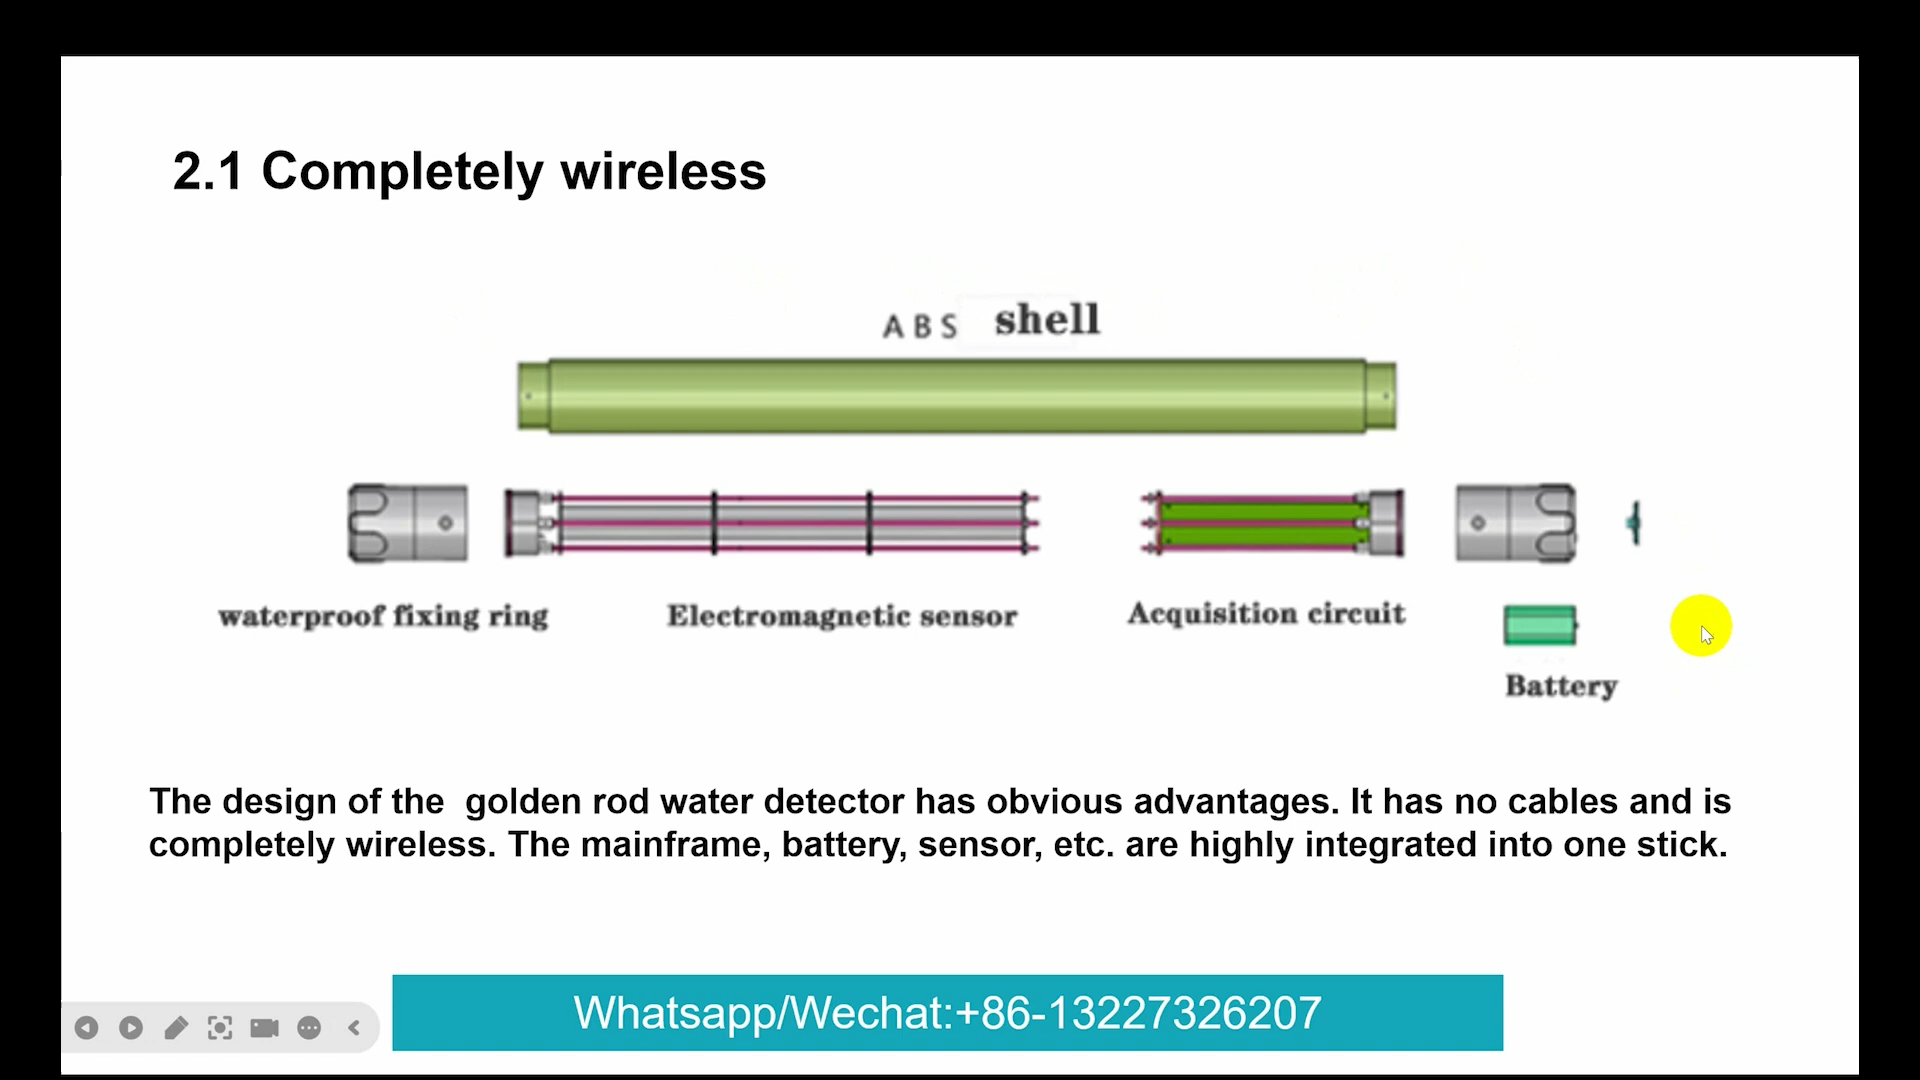 2.1 Completely wireless
ABS shell
waterproof fixing ring
Electromagnetic sensor
Acquisition circuit
Battery
The design of the golden rod water detector has obvious advantages. It has no cables and is
completely wireless. The mainframe, battery, sensor, etc. are highly integrated into one stick.
Whatsapp/Wechat:+86-13227326207